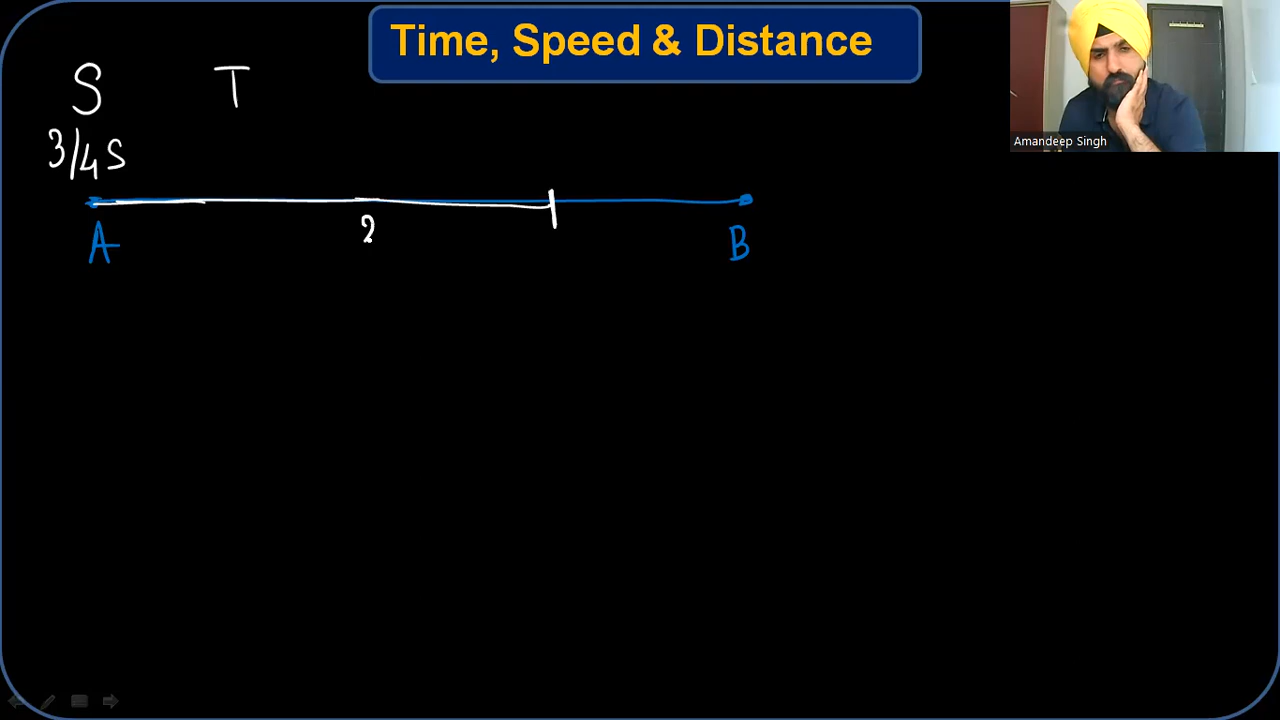 Time, Speed & Distance
Amandeep Singh
S T
3/4 S
2
A B